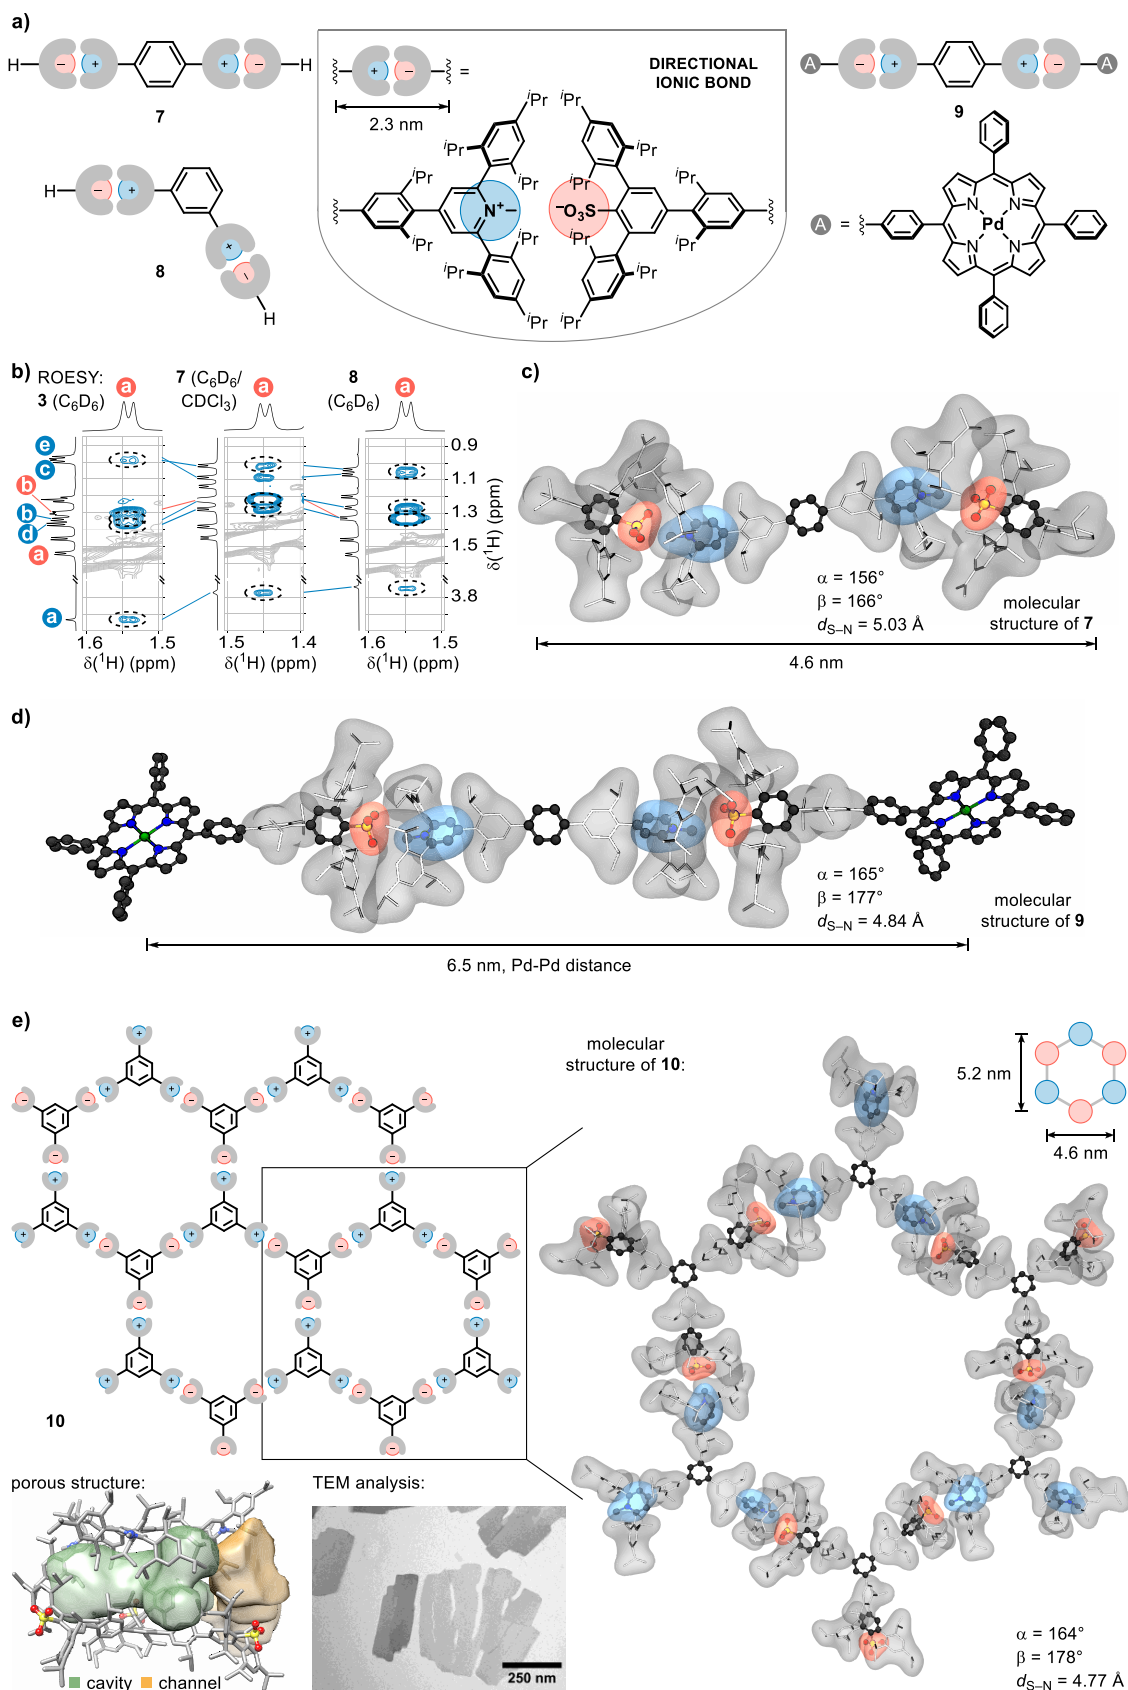 a)
H
−
+
+
−
H
7
+
−
=
2.3 nm
DIRECTIONAL
IONIC BOND
A
−
+
+
−
A
9
H
−
+
+
−
H
8
iPr
iPr
iPr
iPr
iPr
iPr
iPr
iPr
N+
−O3S
iPr
iPr
iPr
iPr
iPr
iPr
iPr
iPr
A =
N
N
Pd
N
N
b)
ROESY:
3 (C6D6)
a
7 (C6D6/
CDCl3)
a
8
(C6D6)
a
e
c
b
b
d
a
a
0.9
1.1
1.3
1.5
3.8
δ(1H) (ppm)
1.6
1.5
δ(1H) (ppm)
1.5
1.4
δ(1H) (ppm)
1.6
1.5
δ(1H) (ppm)
c)
α = 156°
β = 166°
dS–N = 5.03 Å
molecular
structure of 7
4.6 nm
d)
α = 165°
β = 177°
dS–N = 4.84 Å
molecular
structure of 9
6.5 nm, Pd-Pd distance
e)
10
molecular
structure of 10:
5.2 nm
4.6 nm
porous structure:
cavity
channel
TEM analysis:
250 nm
α = 164°
β = 178°
dS–N = 4.77 Å